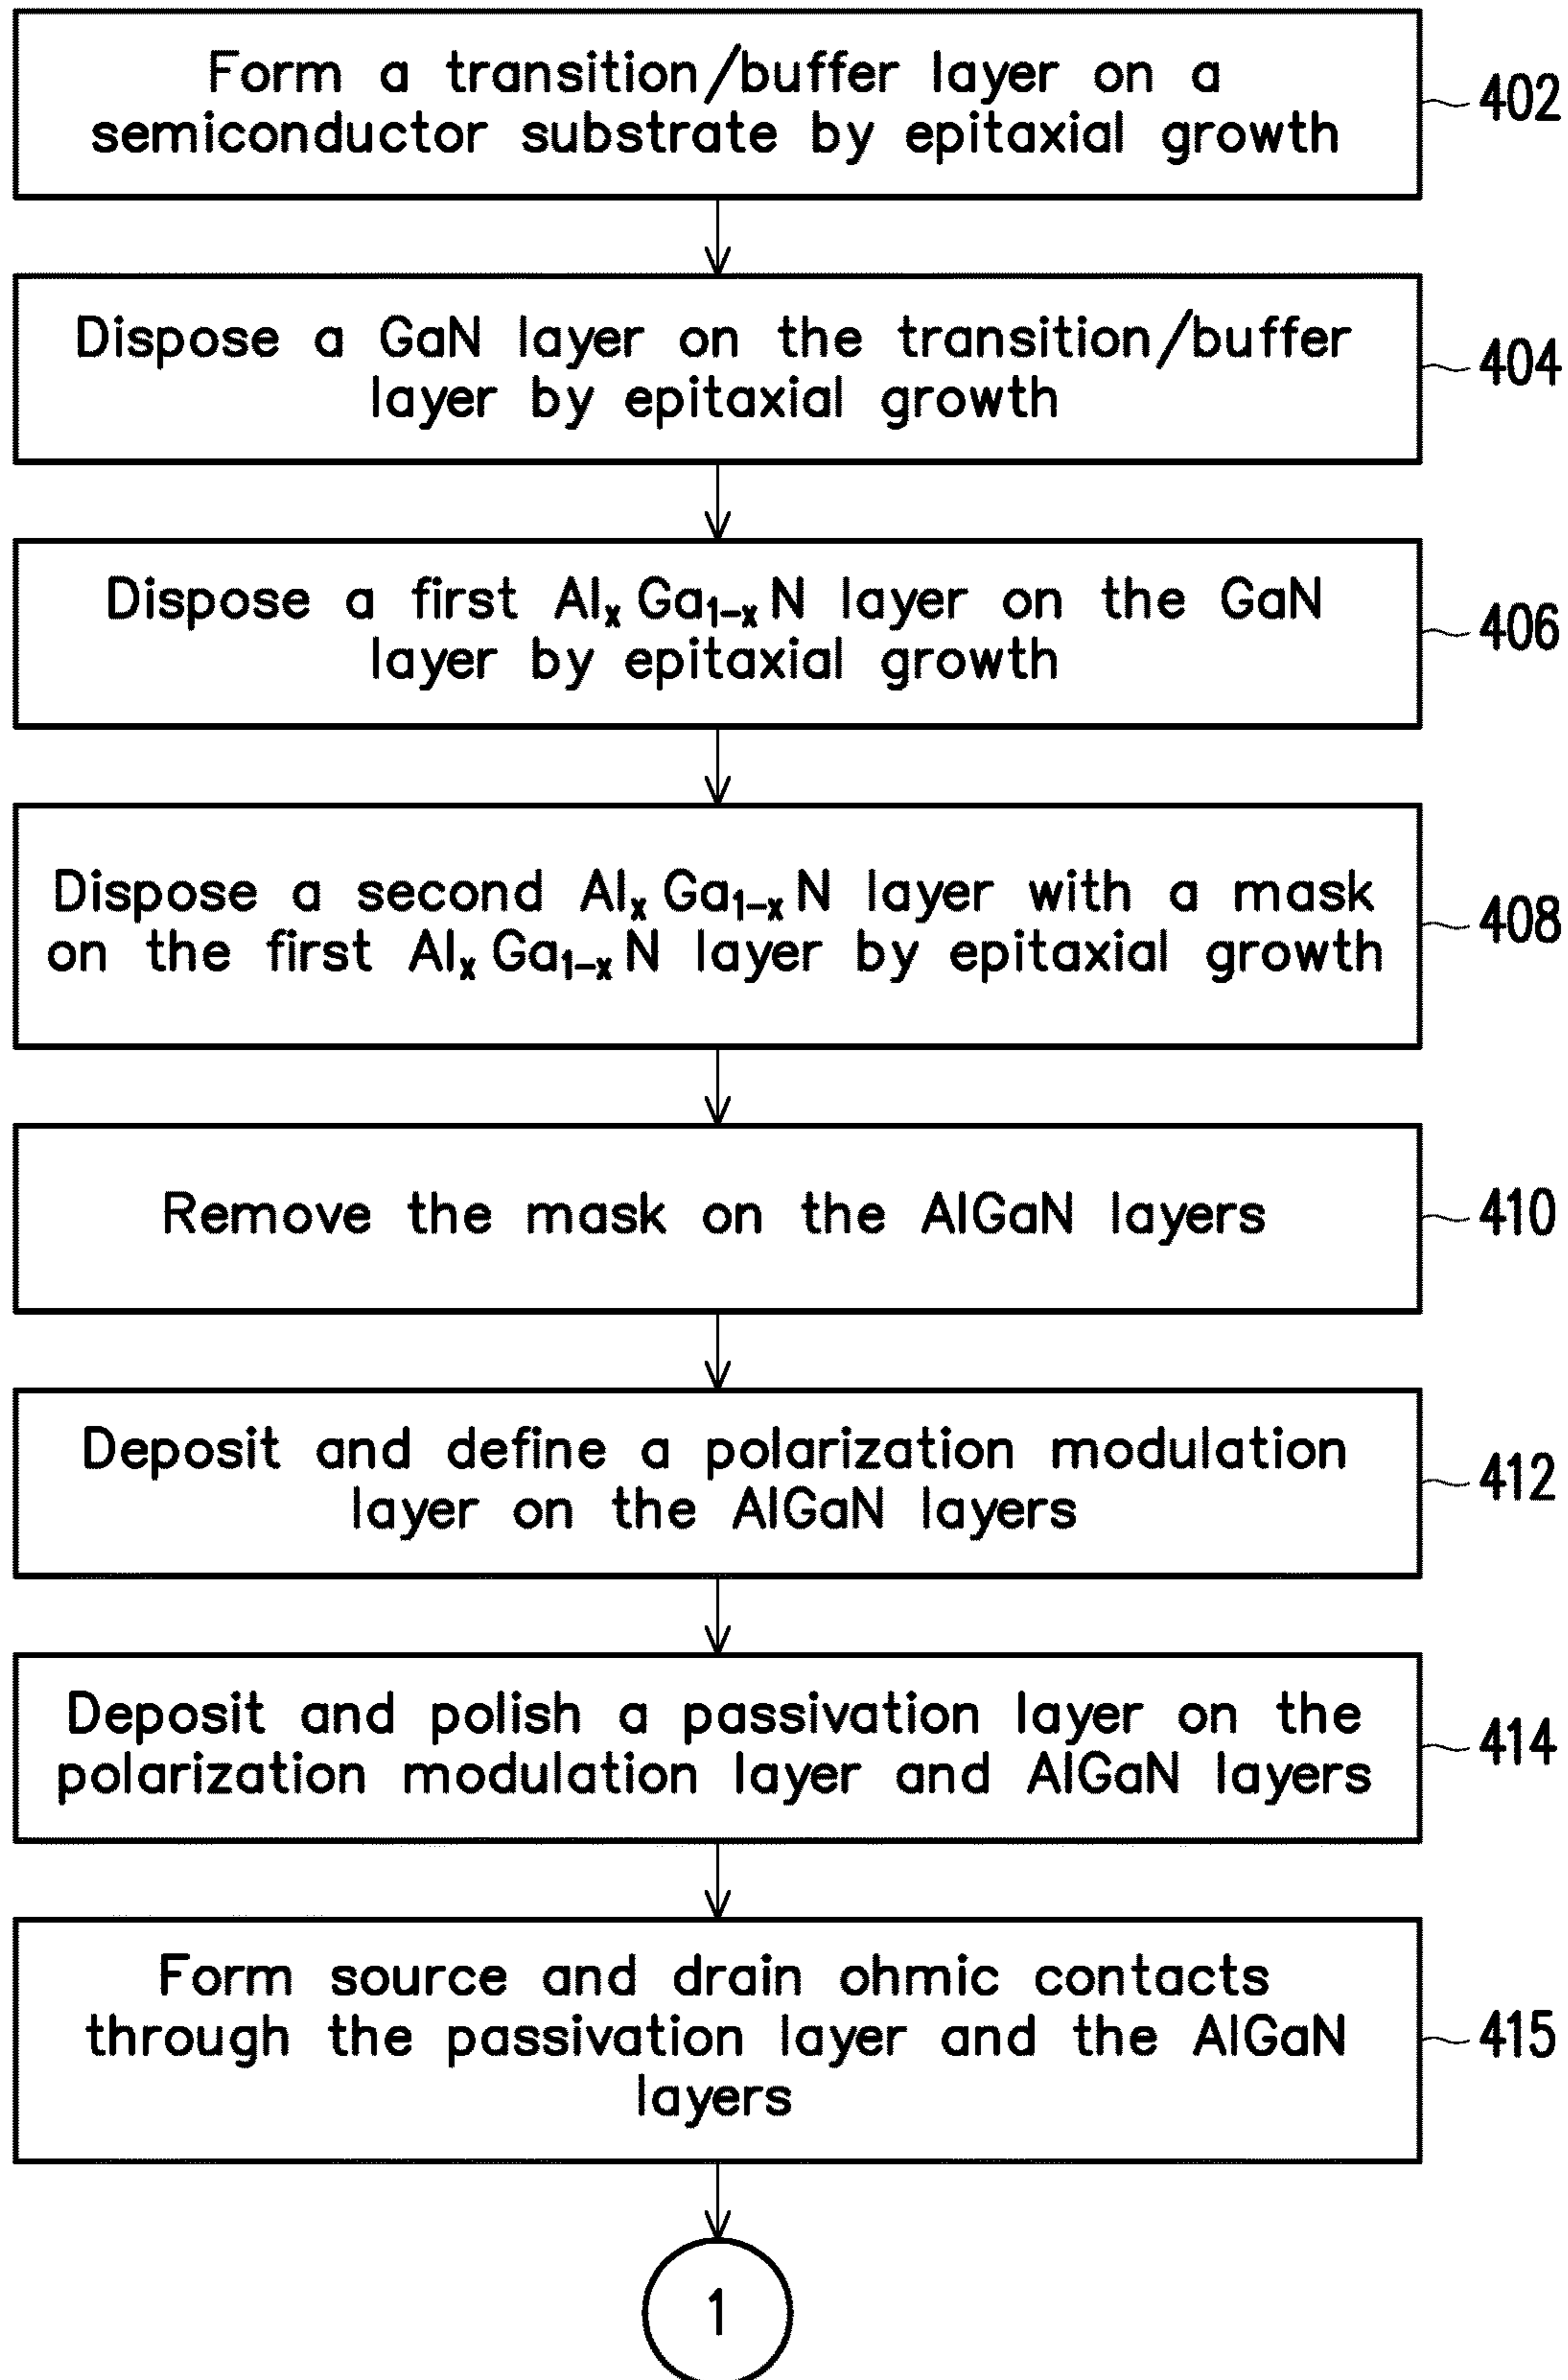 Form a transition/buffer layer on a
semiconductor substrate by epitaxial growth
402
Dispose a GaN layer on the transition/buffer
layer by epitaxial growth
404
Dispose a first AlₓGa₁₋ₓN layer on the GaN
layer by epitaxial growth
406
Dispose a second AlₓGa₁₋ₓN layer with a mask
on the first AlₓGa₁₋ₓN layer by epitaxial growth
408
Remove the mask on the AlGaN layers
410
Deposit and define a polarization modulation
layer on the AlGaN layers
412
Deposit and polish a passivation layer on the
polarization modulation layer and AlGaN layers
414
Form source and drain ohmic contacts
through the passivation layer and the AlGaN
layers
415
1